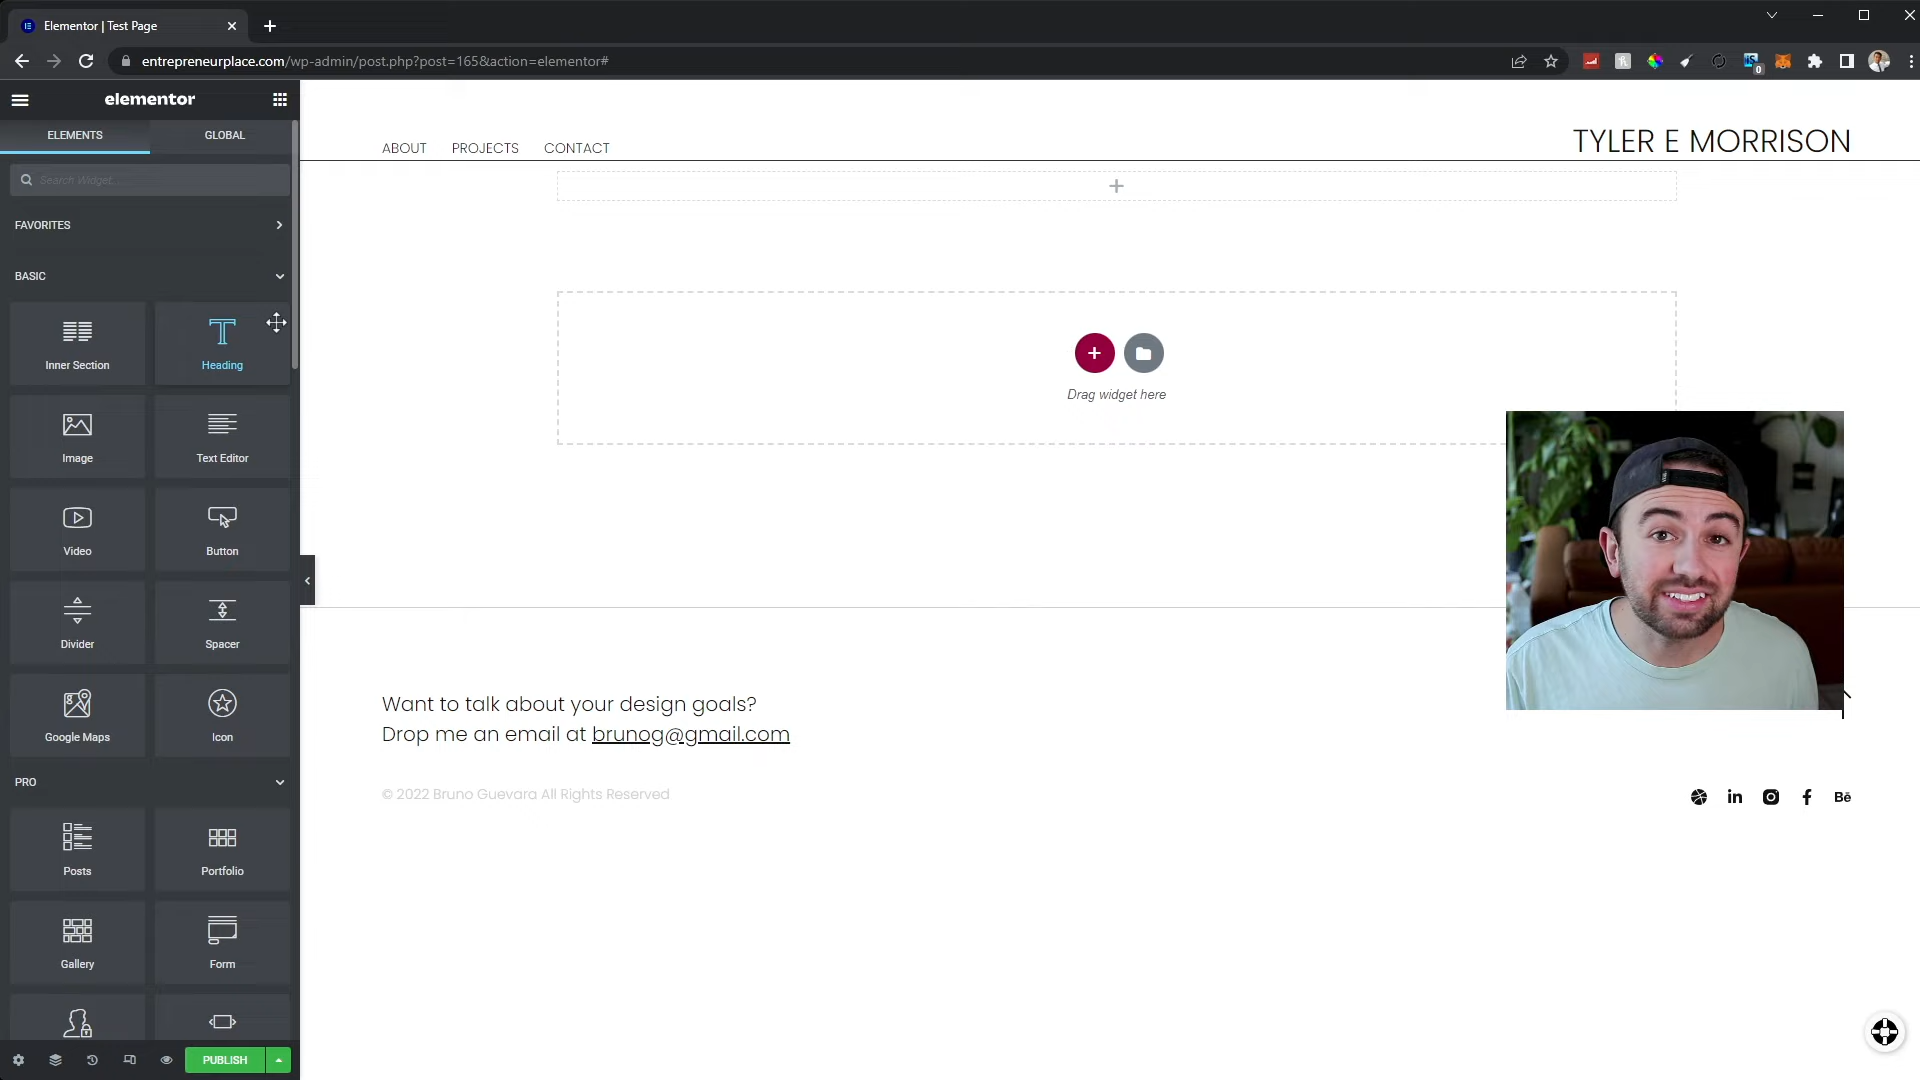 Elementor | Test Page
entrepreneurplace.com/wp-admin/post.php?post=165&action=elementor#
0
elementor
ELEMENTS
GLOBAL
Search Widget...
FAVORITES
BASIC
Inner Section
Heading
Image
Text Editor
Video
Button
Divider
Spacer
Google Maps
Icon
PRO
Posts
Portfolio
Gallery
Form
PUBLISH
ABOUT
PROJECTS
CONTACT
TYLER E MORRISON
Drag widget here
Want to talk about your design goals?
Drop me an email at brunog@gmail.com
© 2022 Bruno Guevara All Rights Reserved
in
Bē